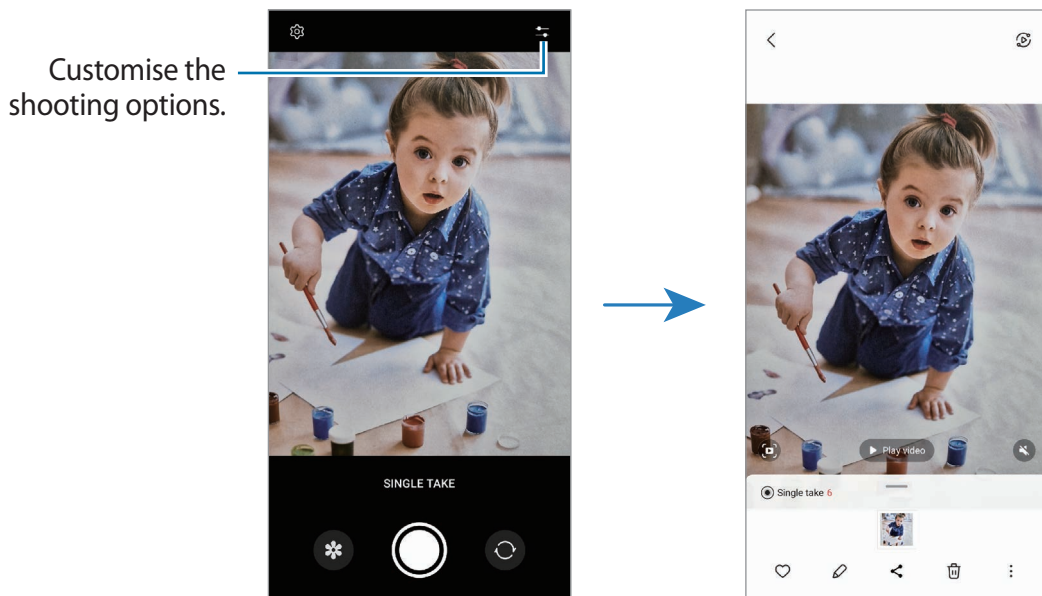 Customise the
shooting options.
SINGLE TAKE
Play video
Single take 6